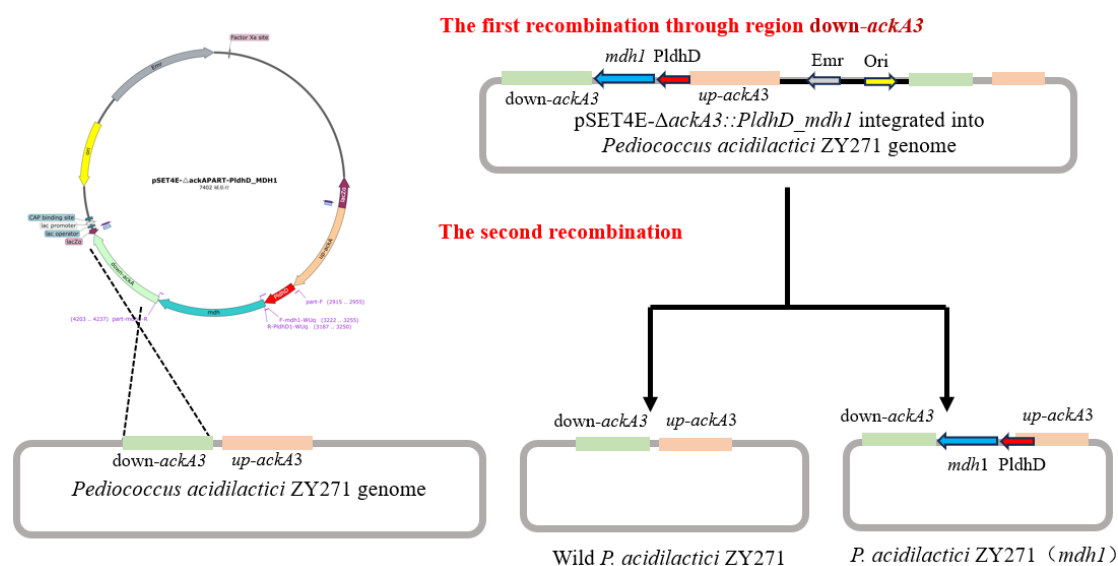 The first recombination through region down-ackA3
mdh1 PldhD Emr Ori
down-ackA3 up-ackA3
pSET4E-ΔackA3::PldhD_mdh1 integrated into
Pediococcus acidilactici ZY271 genome
Factor Xa site
Emr
ori
pSET4E-△ackAPART-PldhD_MDH1
CAP binding site
lac promoter
lac operator
lacZα
lacZα
up-ackA
down-ackA
PldhD
mdh
part-F (2915 .. 2955)
F-mdh1-WUq (3222 .. 3255)
R-PldhD1-WUq (3187 .. 3250)
The second recombination
down-ackA3 up-ackA3
Pediococcus acidilactici ZY271 genome
down-ackA3 up-ackA3
Wild P. acidilactici ZY271
down-ackA3 up-ackA3
mdh1 PldhD
P. acidilactici ZY271（mdh1）